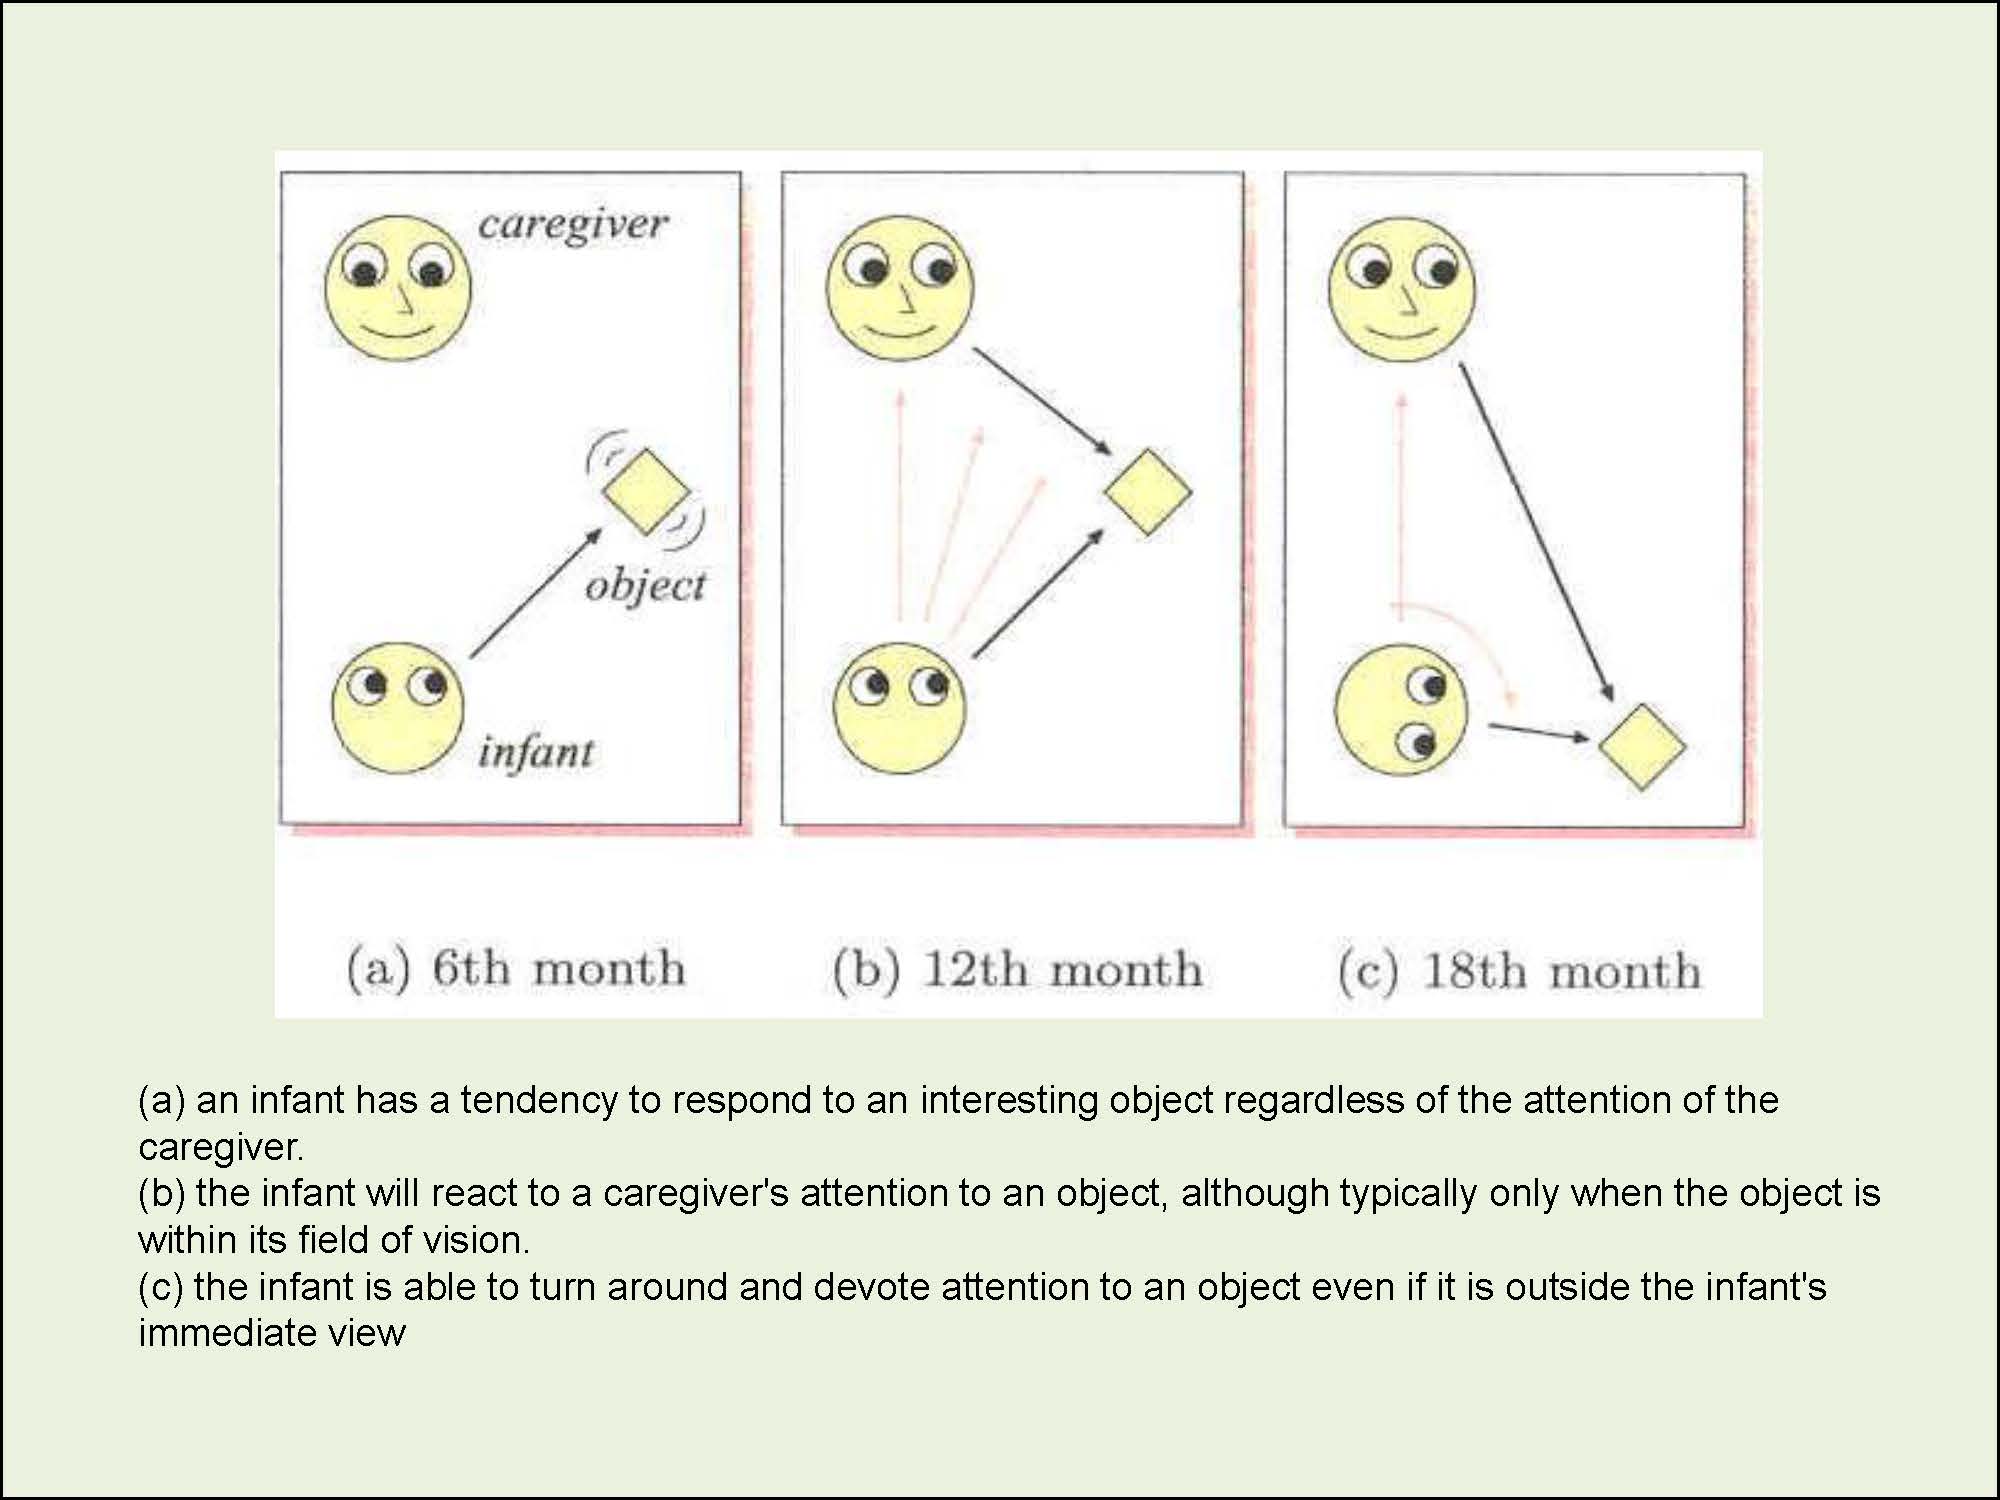 caregiver
object
infant
(a) 6th month
(b) 12th month
(c) 18th month
(a) an infant has a tendency to respond to an interesting object regardless of the attention of the
caregiver.
(b) the infant will react to a caregiver's attention to an object, although typically only when the object is
within its field of vision.
(c) the infant is able to turn around and devote attention to an object even if it is outside the infant's
immediate view